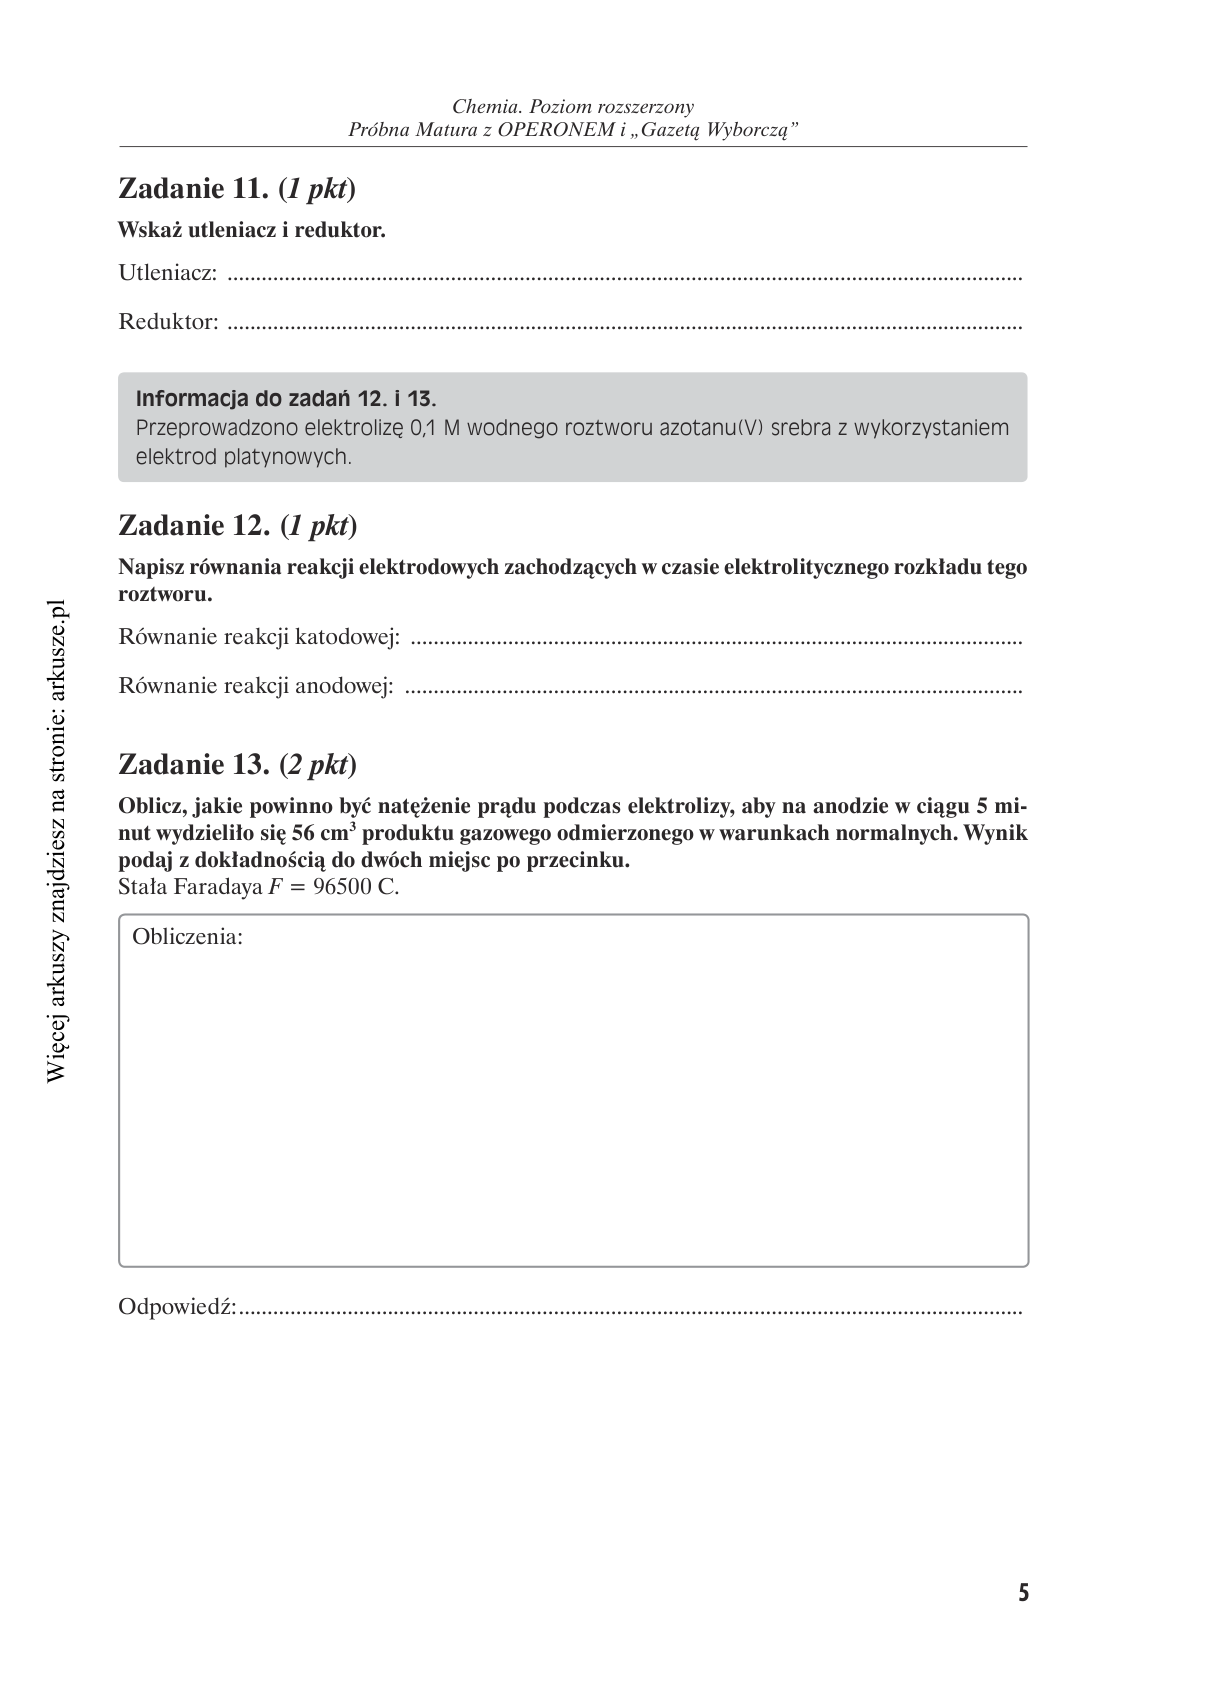 Chemia. Poziom rozszerzony
Próbna Matura z OPERONEM i „Gazetą Wyborczą”
Zadanie 11. (1 pkt)
Wskaż utleniacz i reduktor.
Utleniacz: ..........................................................................................................................................
Reduktor: ..........................................................................................................................................
Informacja do zadań 12. i 13.
Przeprowadzono elektrolizę 0,1 M wodnego roztworu azotanu(V) srebra z wykorzystaniem
elektrod platynowych.
Zadanie 12. (1 pkt)
Napisz równania reakcji elektrodowych zachodzących w czasie elektrolitycznego rozkładu tego
roztworu.
Równanie reakcji katodowej: ..........................................................................................................
Równanie reakcji anodowej: ...........................................................................................................
Zadanie 13. (2 pkt)
Oblicz, jakie powinno być natężenie prądu podczas elektrolizy, aby na anodzie w ciągu 5 mi-
nut wydzieliło się 56 cm³ produktu gazowego odmierzonego w warunkach normalnych. Wynik
podaj z dokładnością do dwóch miejsc po przecinku.
Stała Faradaya F = 96500 C.
Obliczenia:
Odpowiedź:........................................................................................................................................
5
Więcej arkuszy znajdziesz na stronie: arkusze.pl